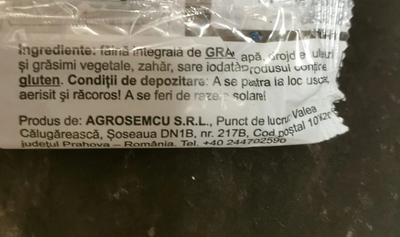 Ingrediente: făină integrală de GRÂ apă, drojdie, uleiuri
și grăsimi vegetale, zahăr, sare iodată. Produsul conține
gluten. Condiții de depozitare: A se păstra la loc uscat,
aerisit și răcoros! A se feri de razele solare!
Produs de: AGROSEMCU S.R.L., Punct de lucru: Valea
Călugărească, Șoseaua DN1B, nr. 217B, Cod poștal
județul Prahova – România. Tel. +40 244702590